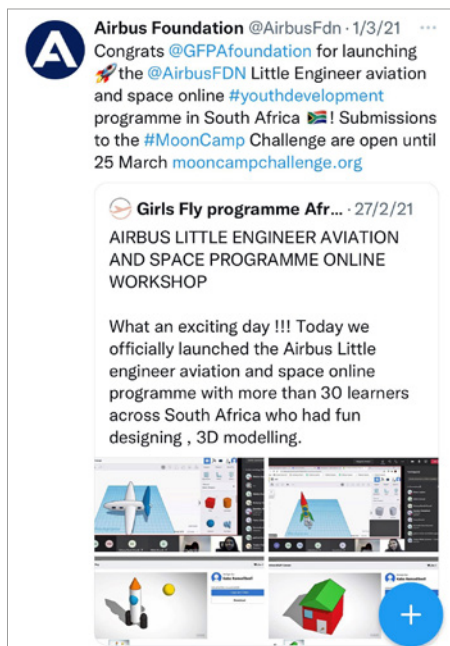 Airbus Foundation @AirbusFdn · 1/3/21 ...
Congrats @GFPAfoundation for launching
🚀the @AirbusFDN Little Engineer aviation
and space online #youthdevelopment
programme in South Africa 🇿🇦! Submissions
to the #MoonCamp Challenge are open until
25 March mooncampchallenge.org
Girls Fly programme Afr... · 27/2/21
AIRBUS LITTLE ENGINEER AVIATION
AND SPACE PROGRAMME ONLINE
WORKSHOP
What an exciting day !!! Today we
officially launched the Airbus Little
engineer aviation and space online
programme with more than 30 learners
across South Africa who had fun
designing , 3D modelling.